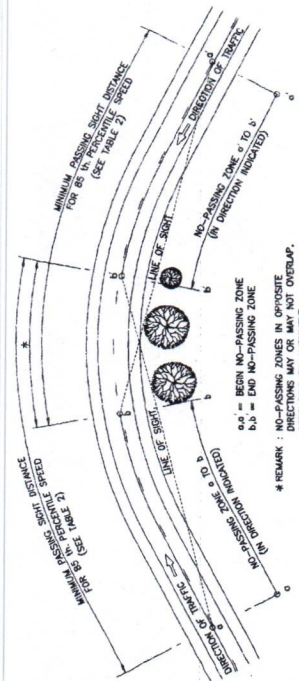 MINIMUM PASSING SIGHT DISTANCE
FOR 85 th. PERCENTILE SPEED
(SEE TABLE 2)
*
MINIMUM PASSING SIGHT DISTANCE
FOR 85 th. PERCENTILE SPEED
(SEE TABLE 2)
a'
DIRECTION OF TRAFFIC
b
b'
LINE OF SIGHT
LINE OF SIGHT
DIRECTION OF TRAFFIC
a
NO-PASSING ZONE a' TO b'
(IN DIRECTION INDICATED)
a'
b'
b
NO-PASSING ZONE a TO b
(IN DIRECTION INDICATED)
a
a,a' = BEGIN NO-PASSING ZONE
b,b' = END NO-PASSING ZONE
* REMARK : NO-PASSING ZONES IN OPPOSITE
DIRECTIONS MAY OR MAY NOT OVERLAP.